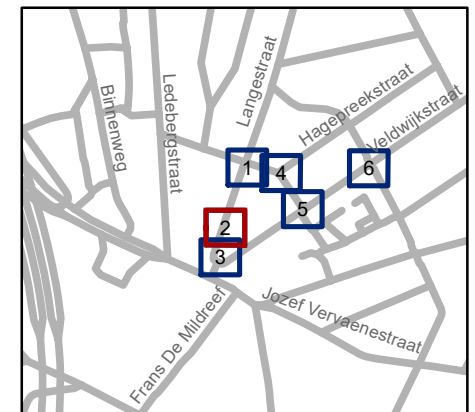 Binnenweg
Ledebergstraat
Langestraat
Hagepreekstraat
Veldwijkstraat
1
4
6
5
2
3
Jozef Vervaenestraat
Frans De Mildreef